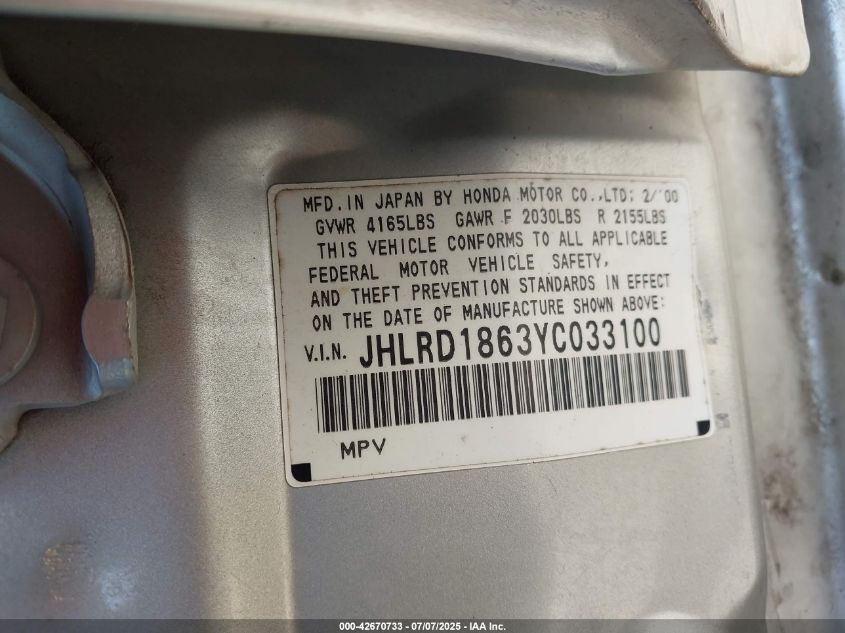 MFD.IN JAPAN BY HONDA MOTOR CO.,LTD; 2/'00
GVWR 4165LBS GAWR F 2030LBS R 2155LBS
THIS VEHICLE CONFORMS TO ALL APPLICABLE
FEDERAL MOTOR VEHICLE SAFETY,
AND THEFT PREVENTION STANDARDS IN EFFECT
ON THE DATE OF MANUFACTURE SHOWN ABOVE:
V.I.N. JHLRD1863YC033100
MPV
000-42670733 - 07/07/2025 - IAA Inc.